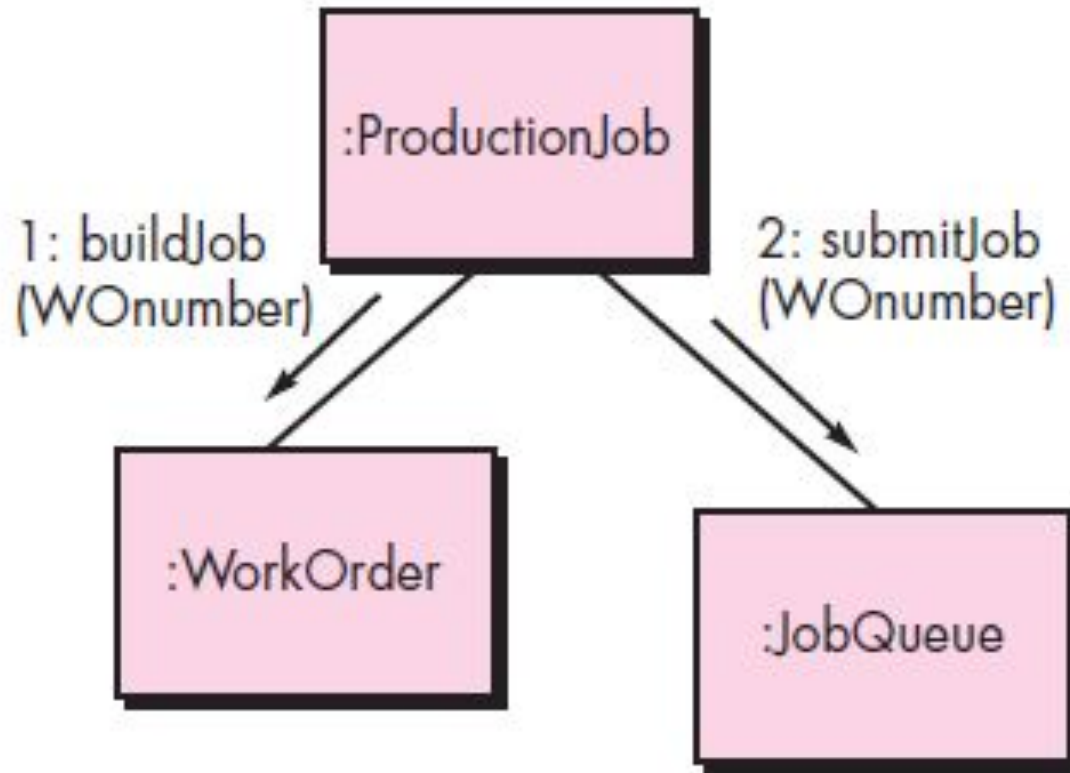 :ProductionJob
1: buildJob
(WOnumber)
2: submitJob
(WOnumber)
:WorkOrder
:JobQueue